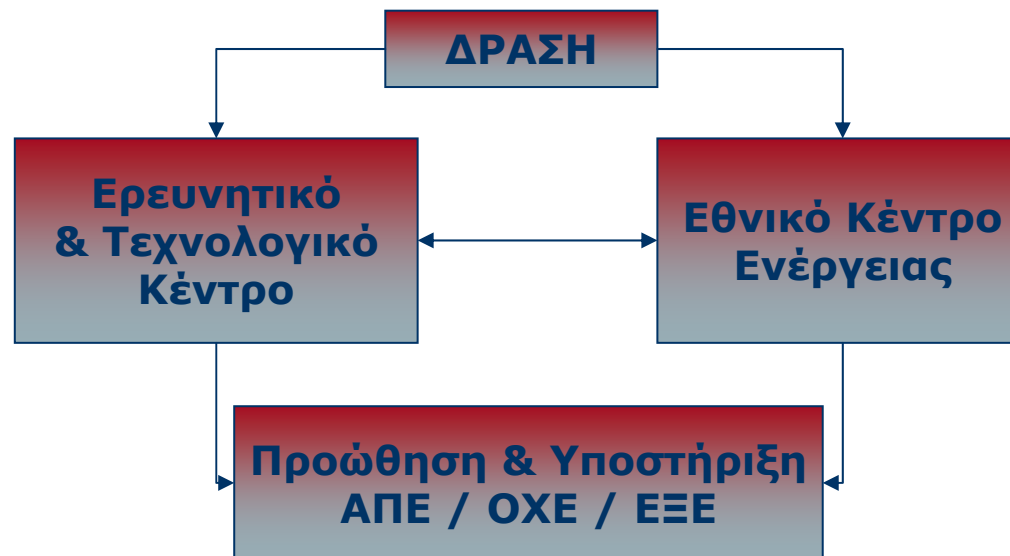 ΔΡΑΣΗ
Ερευνητικό
& Τεχνολογικό
Κέντρο
Εθνικό Κέντρο
Ενέργειας
Προώθηση & Υποστήριξη
ΑΠΕ / ΟΧΕ / ΕΞΕ